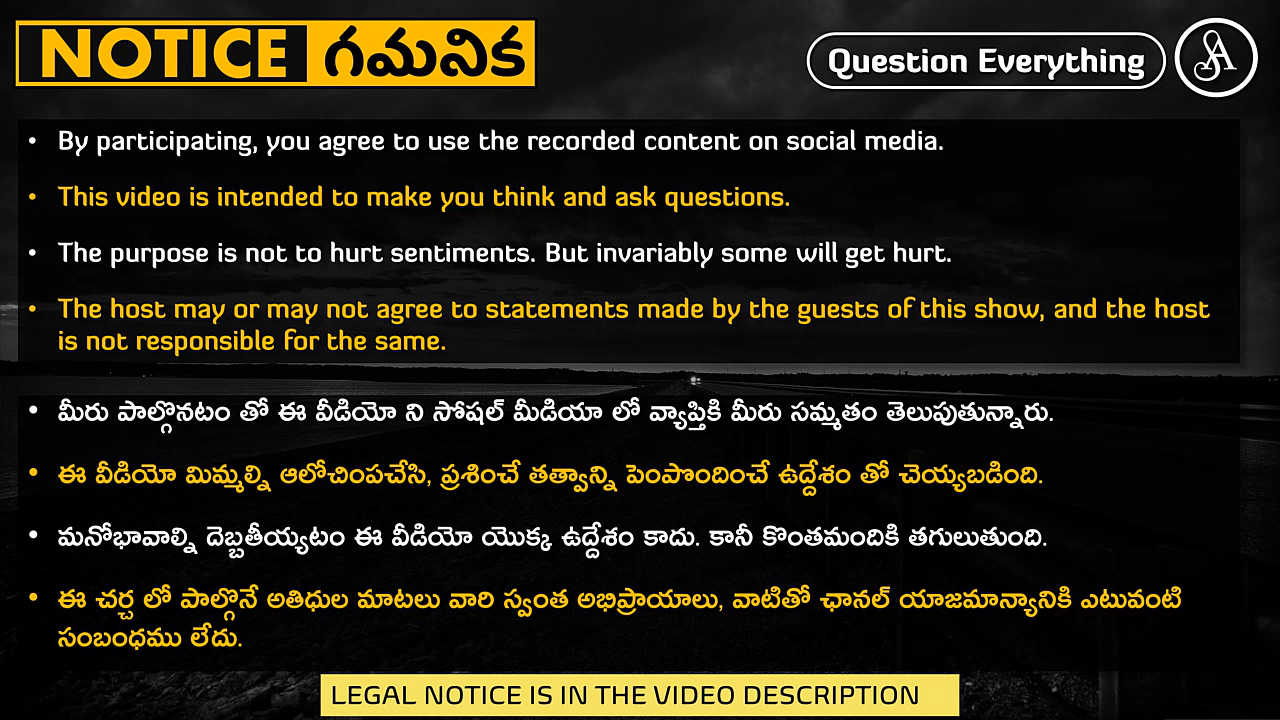 NOTICE గమనిక
Question Everything
• By participating, you agree to use the recorded content on social media.
• This video is intended to make you think and ask questions.
• The purpose is not to hurt sentiments. But invariably some will get hurt.
• The host may or may not agree to statements made by the guests of this show, and the host
is not responsible for the same.
• మీరు పాల్గొనటం తో ఈ వీడియో ని సోషల్ మీడియా లో వ్యాప్తికి మీరు సమ్మతం తెలుపుతున్నారు.
• ఈ వీడియో మిమ్మల్ని ఆలోచింపచేసి, ప్రశించే తత్వాన్ని పెంపొందించే ఉద్దేశం తో చెయ్యబడింది.
• మనోభావాల్ని దెబ్బతీయ్యటం ఈ వీడియో యొక్క ఉద్దేశం కాదు. కానీ కొంతమందికి తగులుతుంది.
• ఈ చర్చ లో పాల్గొనే అతిధుల మాటలు వారి స్వంత అభిప్రాయాలు, వాటితో ఛానల్ యాజమాన్యానికి ఎటువంటి
సంబంధము లేదు.
LEGAL NOTICE IS IN THE VIDEO DESCRIPTION